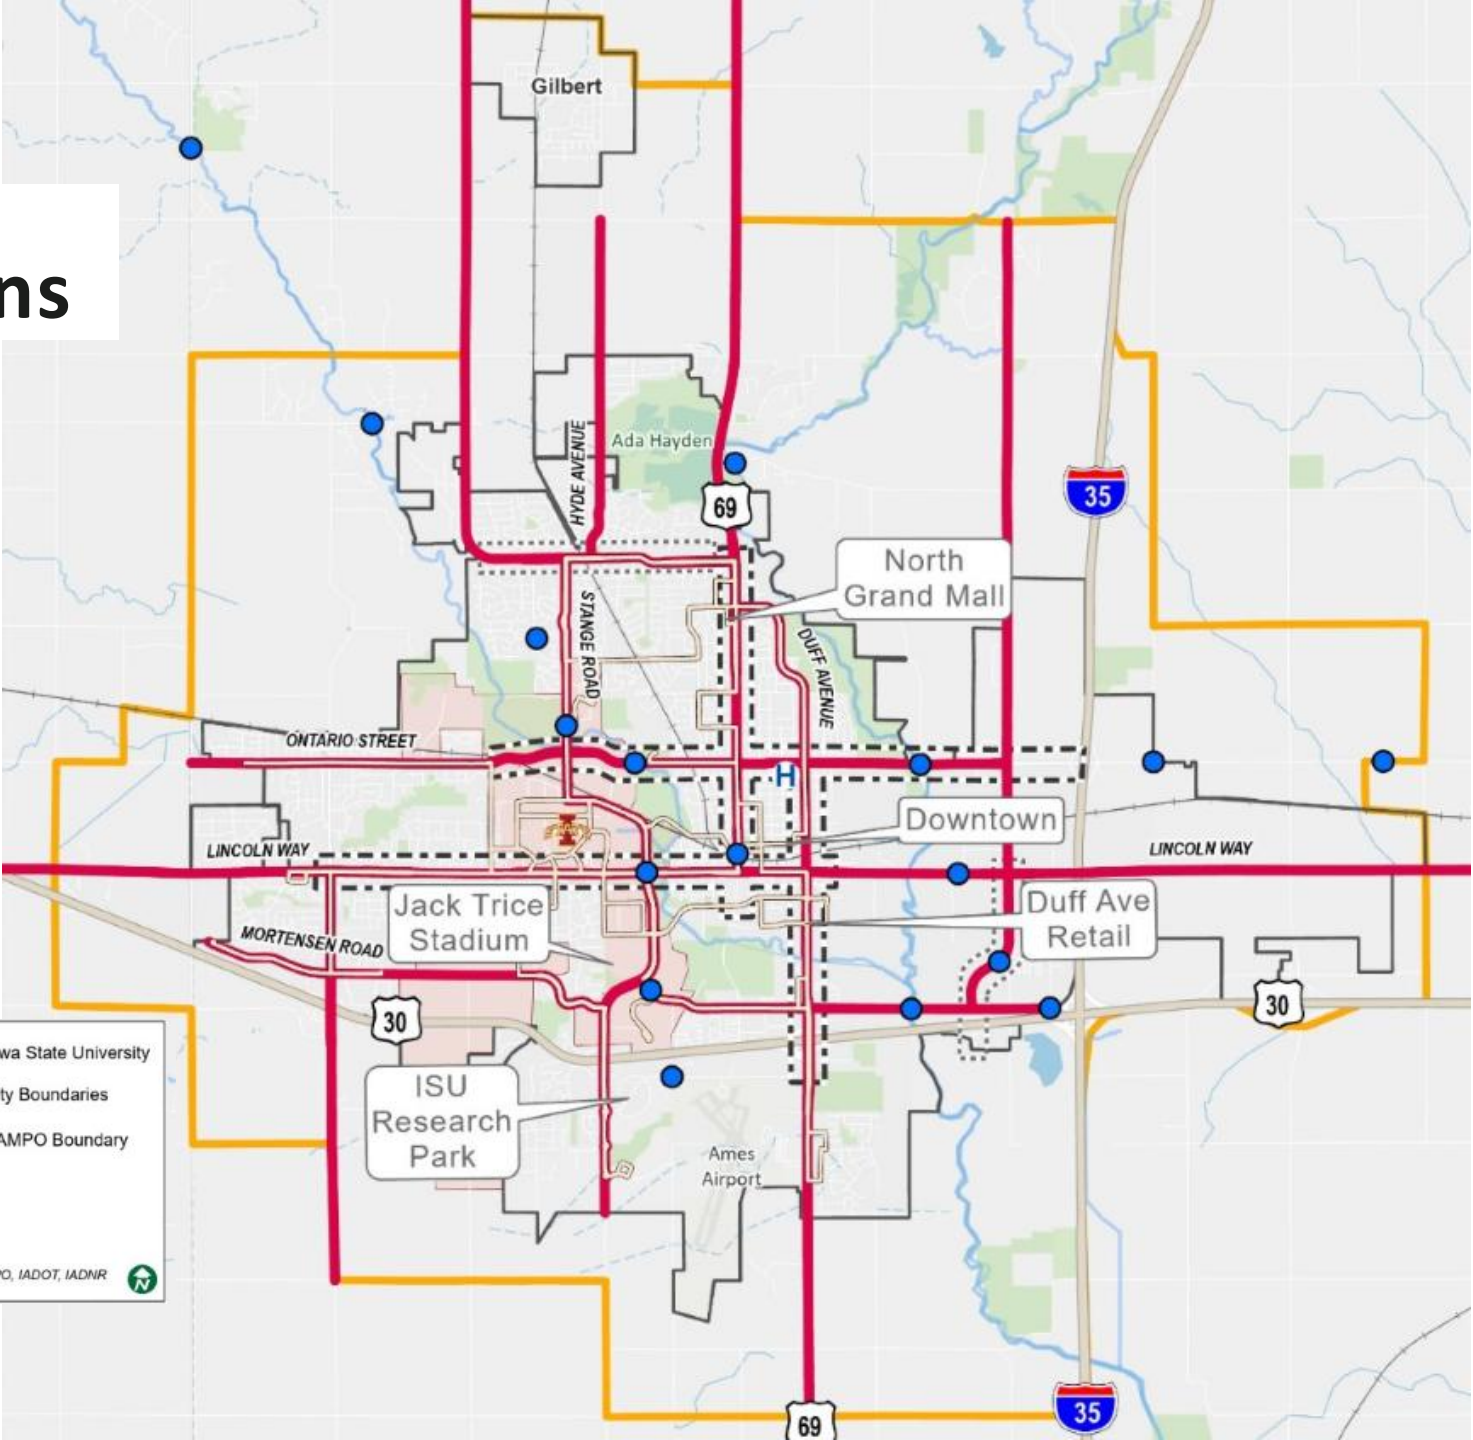 Gilbert
ns
HYDE AVENUE
Ada Hayden
69
35
North
Grand Mall
STANGE ROAD
DUFF AVENUE
ONTARIO STREET
H
Downtown
LINCOLN WAY
LINCOLN WAY
Jack Trice
Stadium
Duff Ave
Retail
MORTENSEN ROAD
30
30
wa State University
ty Boundaries
AMPO Boundary
ISU
Research
Park
Ames
Airport
PO, IADOT, IADNR
N
35
69